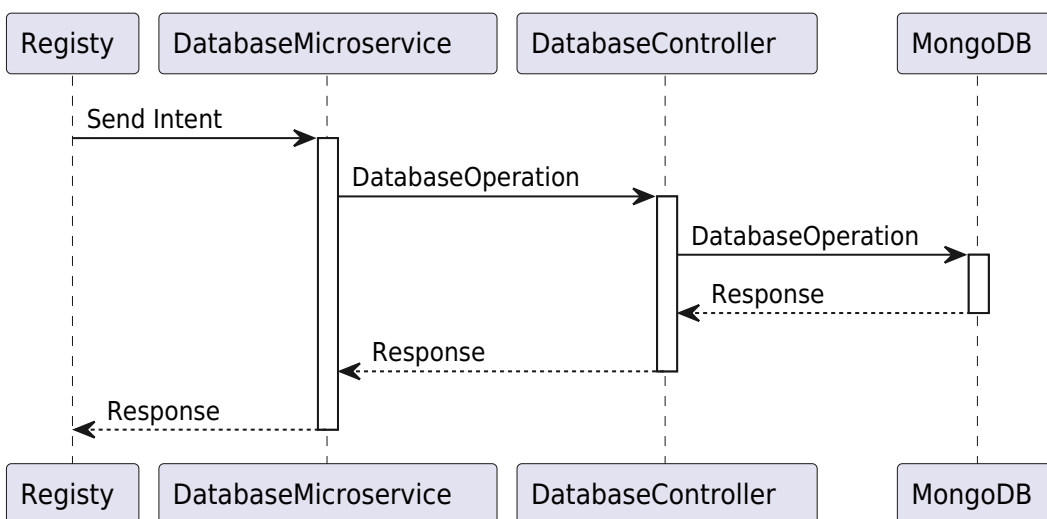 Registy DatabaseMicroservice DatabaseController MongoDB
Send Intent
DatabaseOperation
DatabaseOperation
Response
Response
Response
Registy DatabaseMicroservice DatabaseController MongoDB